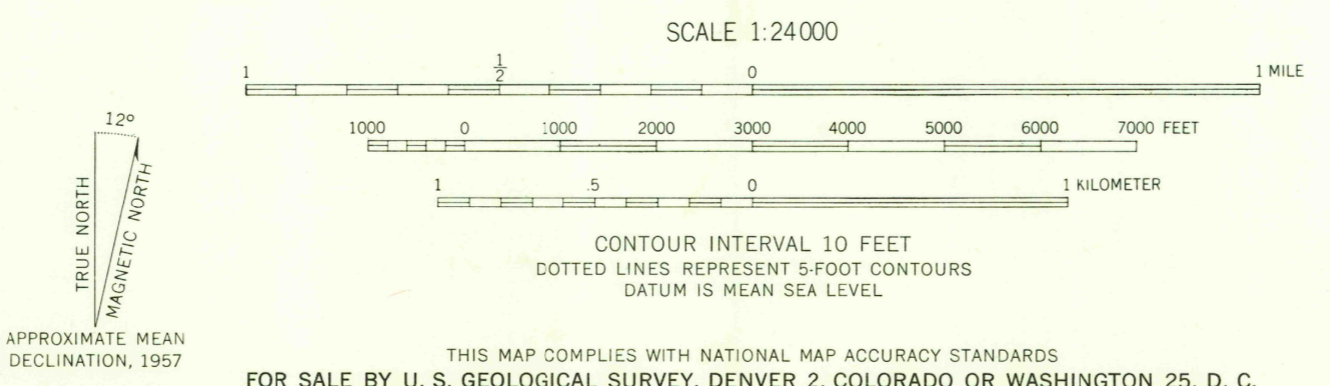 SCALE 1:24000
1 1/2 0 1 MILE
1000 0 1000 2000 3000 4000 5000 6000 7000 FEET
1 .5 0 1 KILOMETER
CONTOUR INTERVAL 10 FEET
DOTTED LINES REPRESENT 5-FOOT CONTOURS
DATUM IS MEAN SEA LEVEL
12°
TRUE NORTH
MAGNETIC NORTH
APPROXIMATE MEAN
DECLINATION, 1957
THIS MAP COMPLIES WITH NATIONAL MAP ACCURACY STANDARDS
FOR SALE BY U. S. GEOLOGICAL SURVEY, DENVER 2, COLORADO OR WASHINGTON 25, D. C.